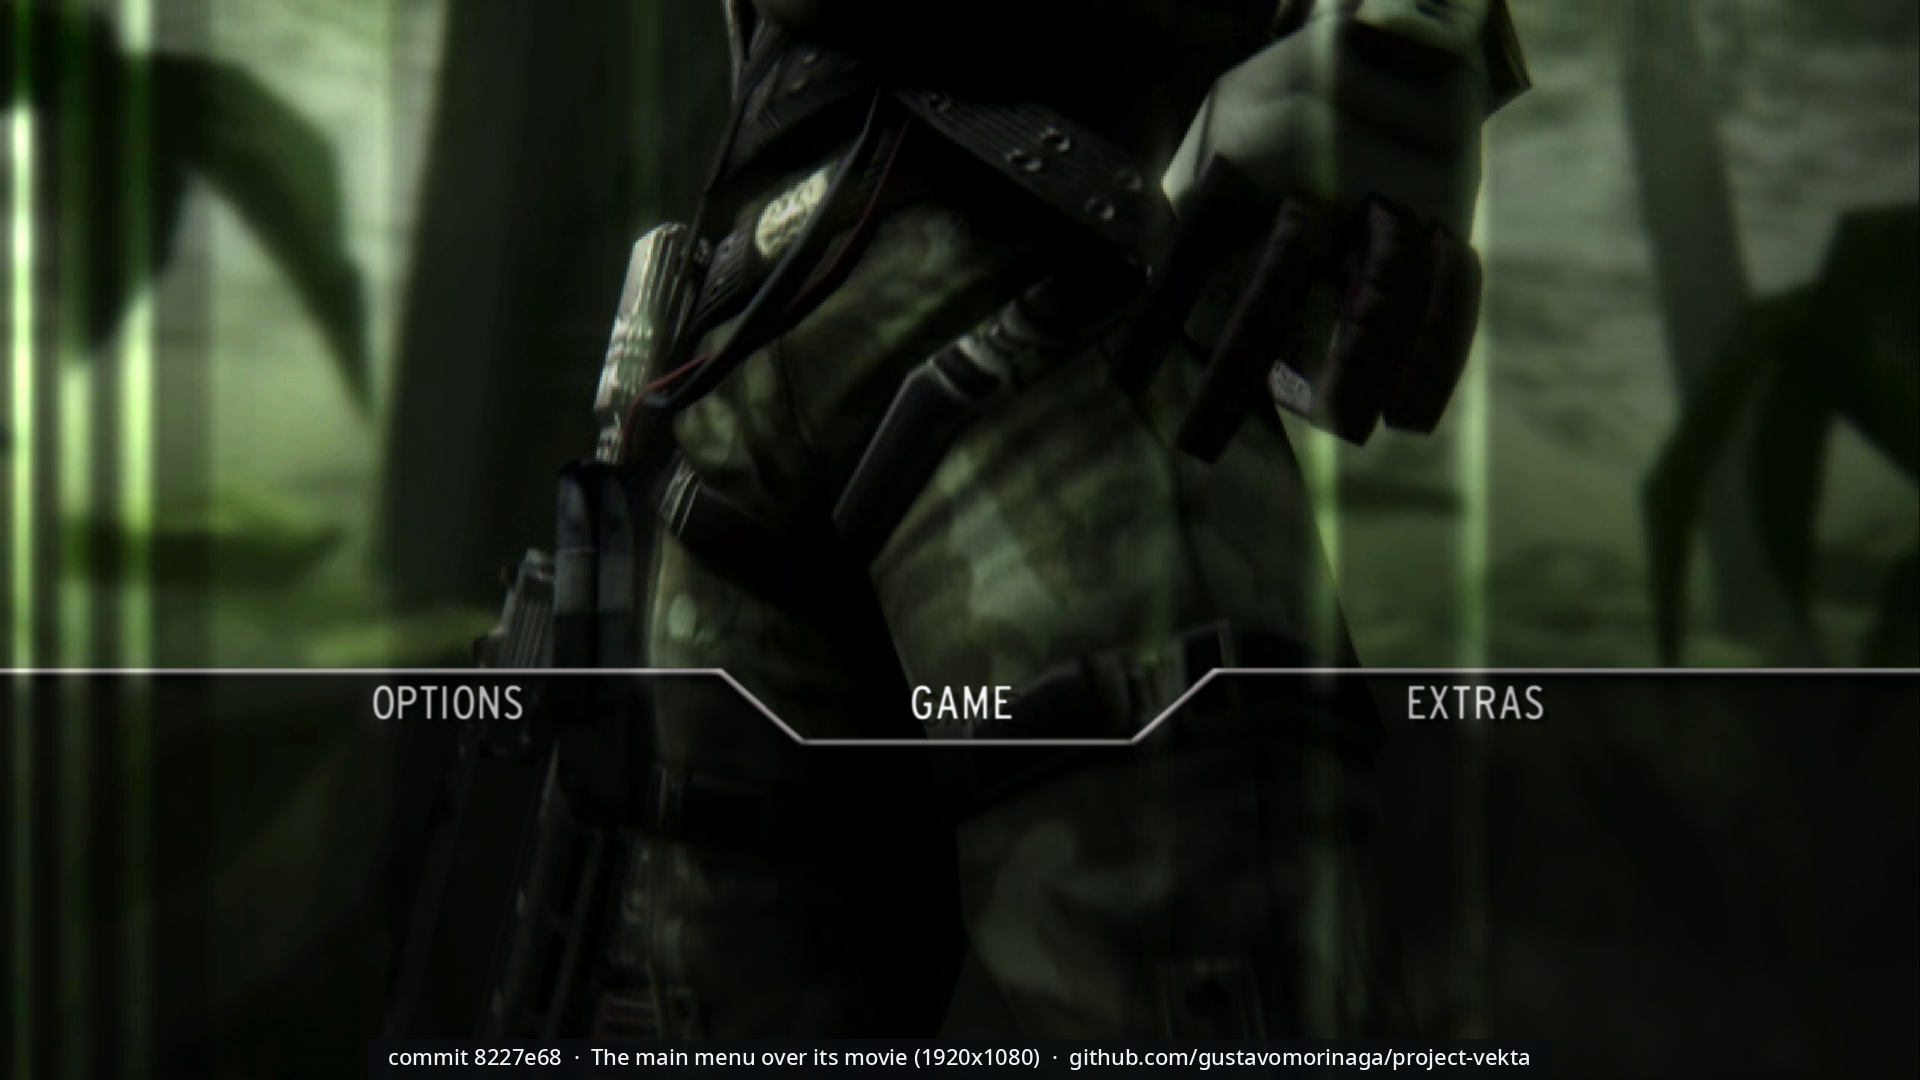 OPTIONS GAME EXTRAS
commit 8227e68 · The main menu over its movie (1920x1080) · github.com/gustavomorinaga/project-vekta